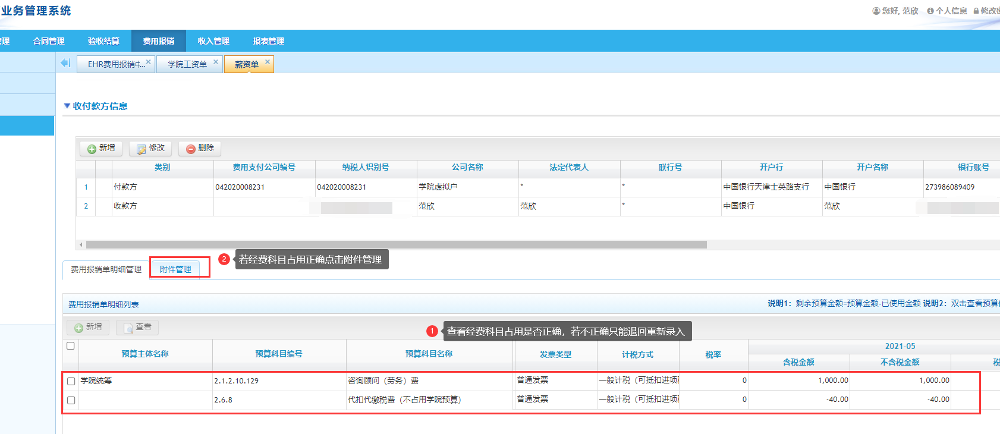 业务管理系统
您好, 范欣 个人信息 修改密
管理 合同管理 验收结算 费用报销 收入管理 报表管理
EHR费用报销中... 学院工资单 薪资单
收付款方信息
新增 修改 删除
类别 费用支付公司编号 纳税人识别号 公司名称 法定代表人 联行号 开户行 开户名称 银行账号
1 付款方 042020008231 042020008231 学院虚拟户 * * 中国银行天津士英路支行 中国银行 273986089409
2 收款方 范欣 范欣 * 中国银行 范欣
2 若经费科目占用正确点击附件管理
费用报销单明细管理 附件管理
费用报销单明细列表 说明1：剩余预算金额=预算金额-已使用金额 说明2：双击查看预算
新增 查看
1 查看经费科目占用是否正确，若不正确只能退回重新录入
预算主体名称 预算科目编号 预算科目名称 发票类型 计税方式 税率 2021-05
含税金额 不含税金额 税
学院统筹 2.1.2.10.129 咨询顾问（劳务）费 普通发票 一般计税（可抵扣进项税 0 1,000.00 1,000.00
2.6.8 代扣代缴税费（不占用学院预算） 普通发票 一般计税（可抵扣进项税 0 -40.00 -40.00